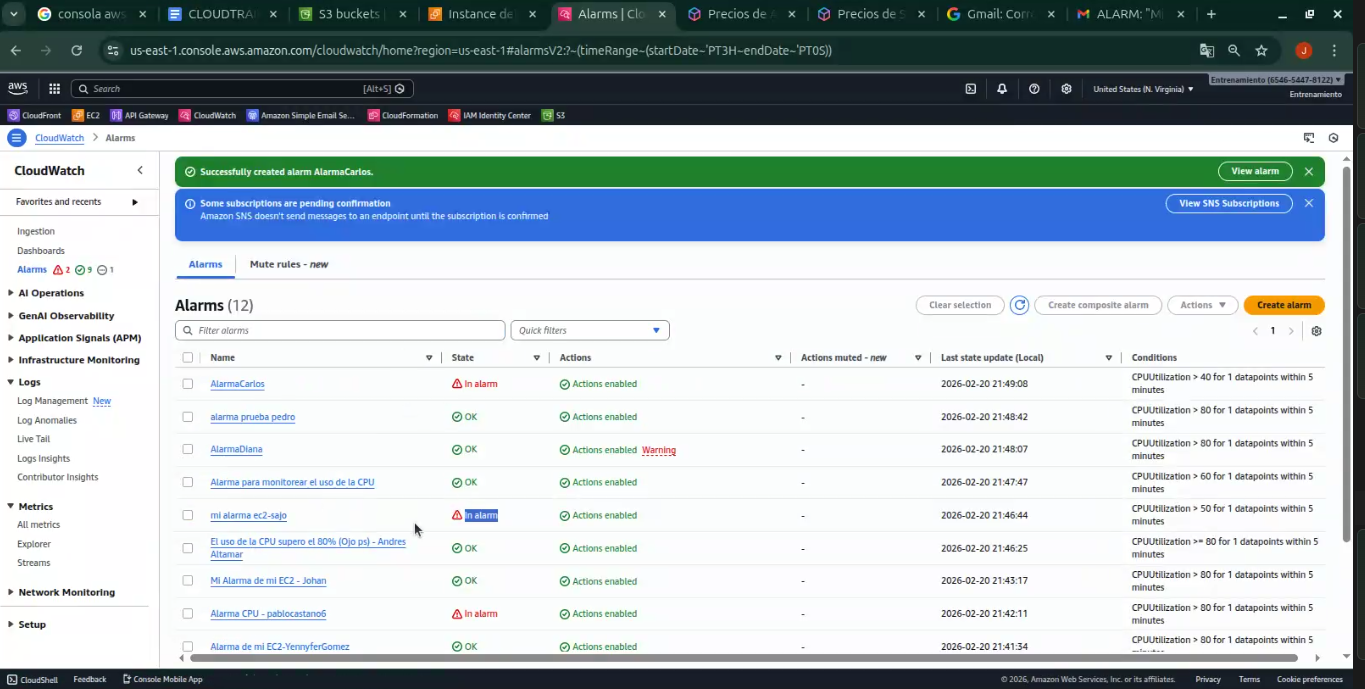 consola aws
CLOUDTRA
S3 buckets
Instance de
Alarms | Clo
Precios de A
Precios de S
Gmail: Corr
ALARM: "Mi
us-east-1.console.aws.amazon.com/cloudwatch/home?region=us-east-1#alarmsV2:?~(timeRange~(startDate~'PT3H~endDate~'PT0S))
J
aws
Search
[Alt+S]
United States (N. Virginia)
Entrenamiento (6546-5447-8122)
Entrenamiento
CloudFront
EC2
API Gateway
CloudWatch
Amazon Simple Email Se...
CloudFormation
IAM Identity Center
S3
CloudWatch
Alarms
CloudWatch
Favorites and recents
Ingestion
Dashboards
Alarms 2 9 1
AI Operations
GenAI Observability
Application Signals (APM)
Infrastructure Monitoring
Logs
Log Management New
Log Anomalies
Live Tail
Logs Insights
Contributor Insights
Metrics
All metrics
Explorer
Streams
Network Monitoring
Setup
Successfully created alarm AlarmaCarlos.
View alarm
Some subscriptions are pending confirmation
Amazon SNS doesn't send messages to an endpoint until the subscription is confirmed
View SNS Subscriptions
Alarms
Mute rules - new
Alarms (12)
Clear selection
Create composite alarm
Actions
Create alarm
Filter alarms
Quick filters
1
Name
State
Actions
Actions muted - new
Last state update (Local)
Conditions
AlarmaCarlos
In alarm
Actions enabled
-
2026-02-20 21:49:08
CPUUtilization > 40 for 1 datapoints within 5
minutes
alarma prueba pedro
OK
Actions enabled
-
2026-02-20 21:48:42
CPUUtilization > 80 for 1 datapoints within 5
minutes
AlarmaDiana
OK
Actions enabled Warning
-
2026-02-20 21:48:07
CPUUtilization > 80 for 1 datapoints within 5
minutes
Alarma para monitorear el uso de la CPU
OK
Actions enabled
-
2026-02-20 21:47:47
CPUUtilization > 60 for 1 datapoints within 5
minutes
mi alarma ec2-sajo
In alarm
Actions enabled
-
2026-02-20 21:46:44
CPUUtilization > 50 for 1 datapoints within 5
minutes
El uso de la CPU supero el 80% (Ojo ps) - Andres
Altamar
OK
Actions enabled
-
2026-02-20 21:46:25
CPUUtilization >= 80 for 1 datapoints within 5
minutes
Mi Alarma de mi EC2 - Johan
OK
Actions enabled
-
2026-02-20 21:43:17
CPUUtilization > 80 for 1 datapoints within 5
minutes
Alarma CPU - pablocastano6
In alarm
Actions enabled
-
2026-02-20 21:42:11
CPUUtilization > 80 for 1 datapoints within 5
minutes
Alarma de mi EC2-YennyferGomez
OK
Actions enabled
-
2026-02-20 21:41:34
CPUUtilization > 80 for 1 datapoints within 5
minutes
CloudShell
Feedback
Console Mobile App
© 2026, Amazon Web Services, Inc. or its affiliates.
Privacy
Terms
Cookie preferences